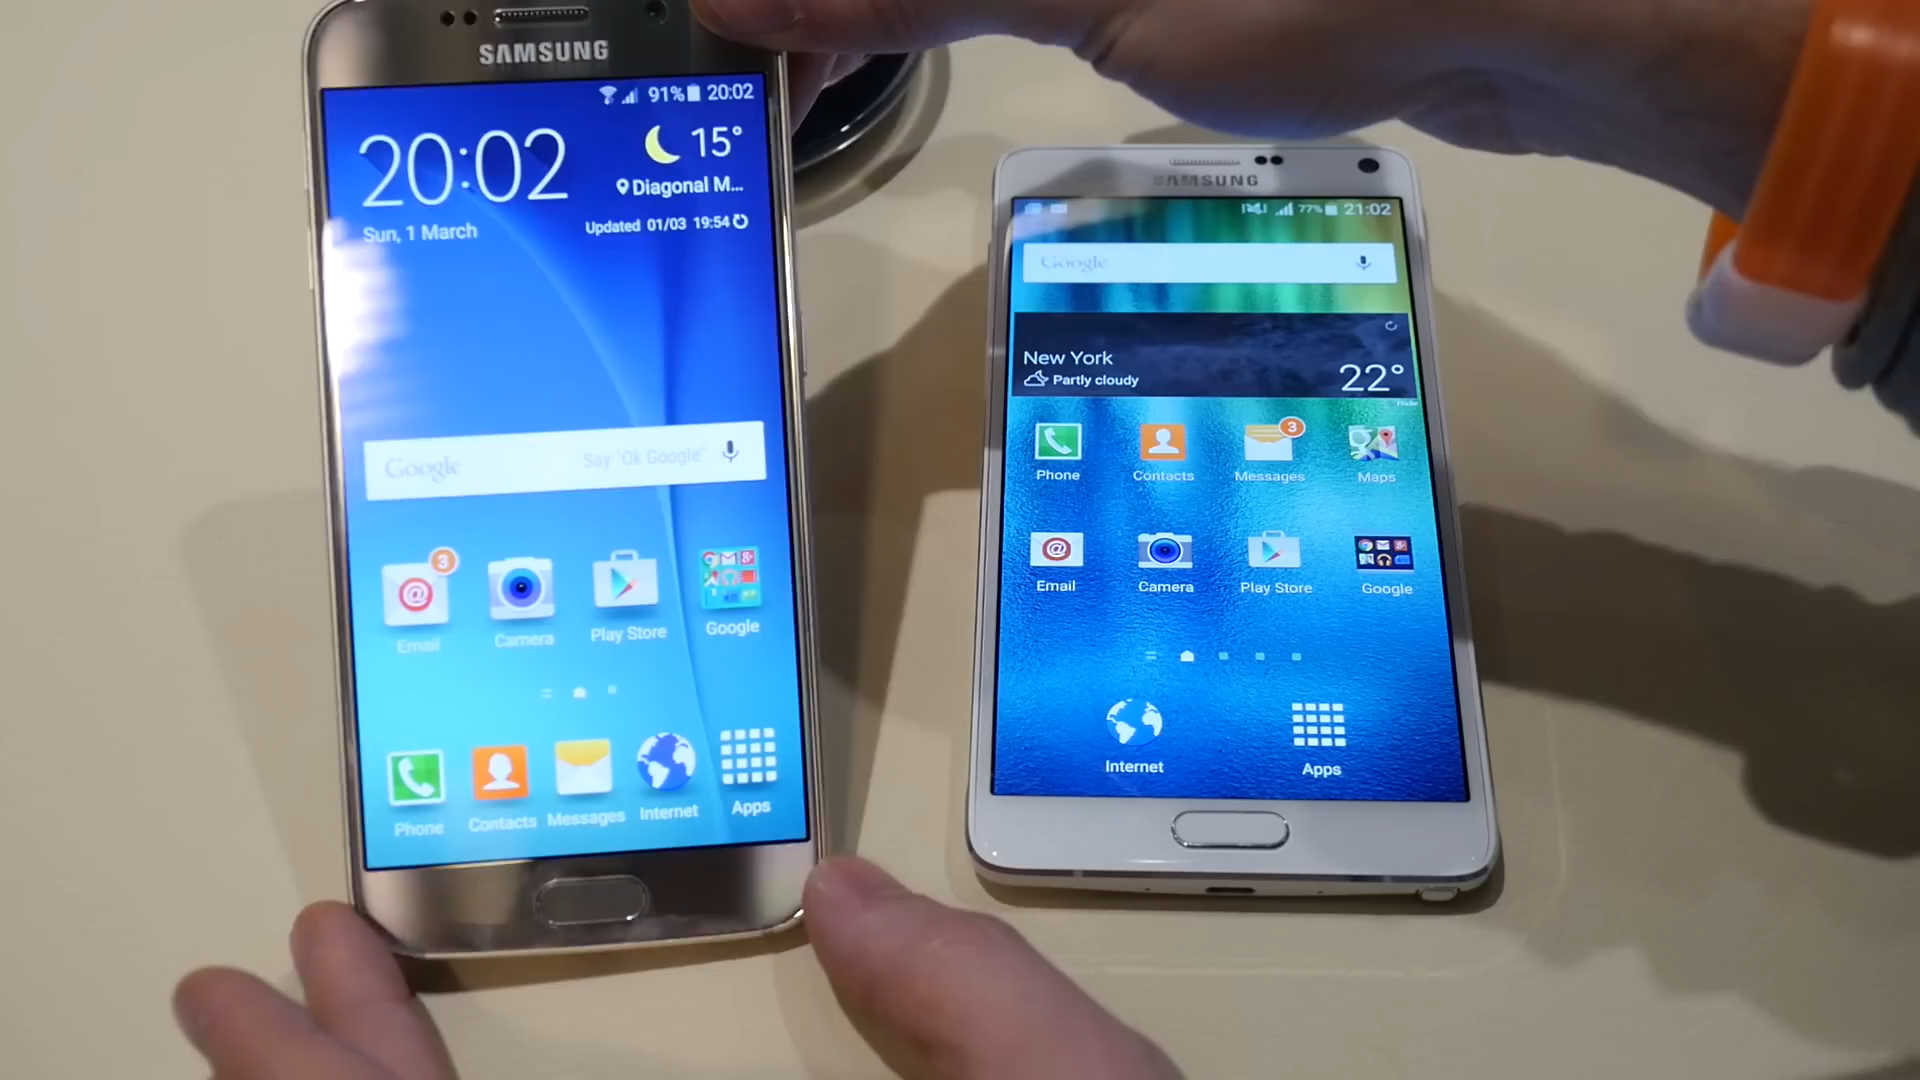 SAMSUNG
91% 20:02
20:02
15°
Diagonal M...
Sun, 1 March
Updated 01/03 19:54
Google
Say "Ok Google"
3
Email
Camera
Play Store
Google
Phone
Contacts
Messages
Internet
Apps
SAMSUNG
77% 21:02
Google
New York
Partly cloudy
22°
3
Phone
Contacts
Messages
Maps
Email
Camera
Play Store
Google
Internet
Apps